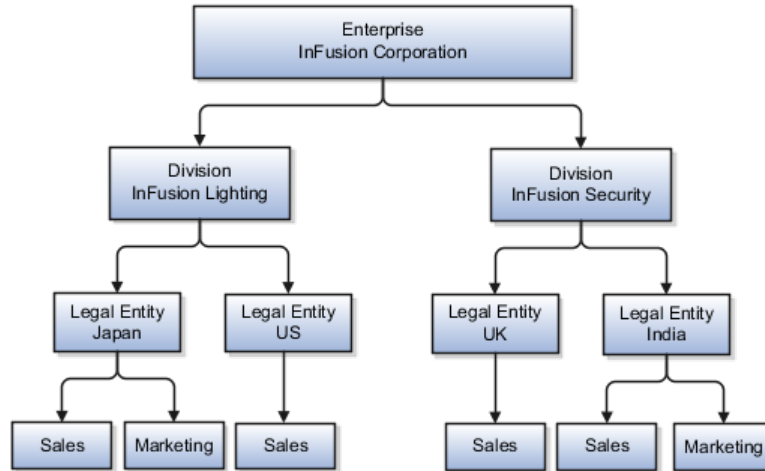 Enterprise
InFusion Corporation
Division
InFusion Lighting
Division
InFusion Security
Legal Entity
Japan
Legal Entity
US
Legal Entity
UK
Legal Entity
India
Sales
Marketing
Sales
Sales
Sales
Marketing